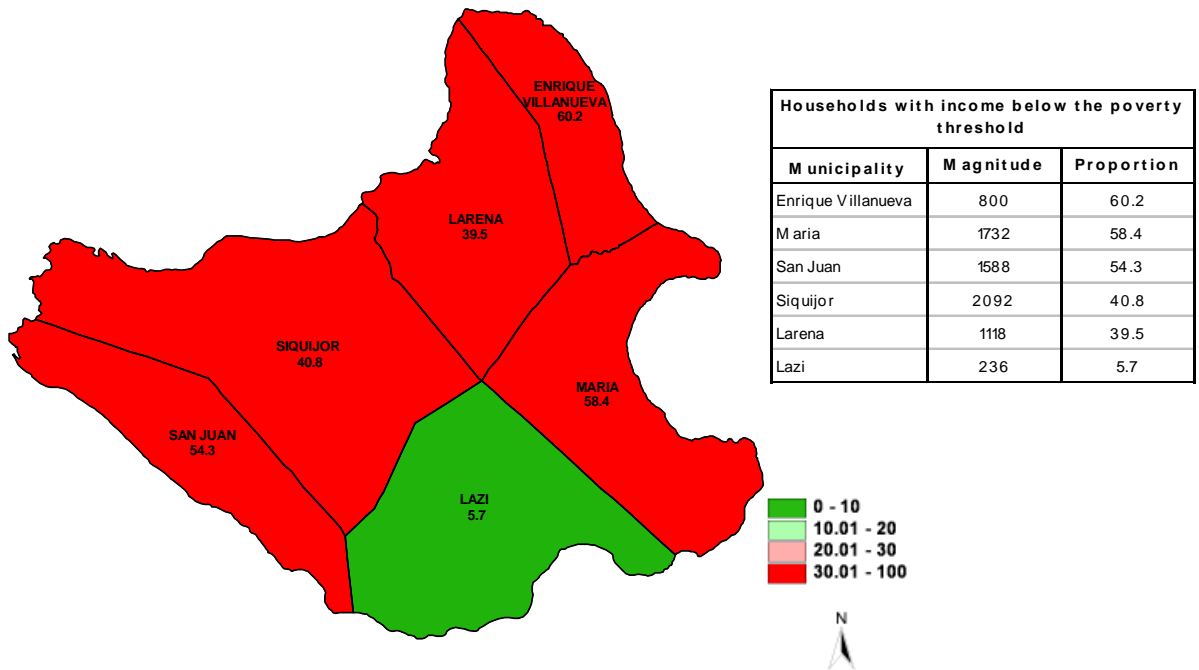 ENRIQUE
VILLANUEVA
60.2
LARENA
39.5
SIQUIJOR
40.8
MARIA
58.4
SAN JUAN
54.3
LAZI
5.7
Households with income below the poverty
threshold
Municipality Magnitude Proportion
Enrique Villanueva 800 60.2
Maria 1732 58.4
San Juan 1588 54.3
Siquijor 2092 40.8
Larena 1118 39.5
Lazi 236 5.7
0 - 10
10.01 - 20
20.01 - 30
30.01 - 100
N